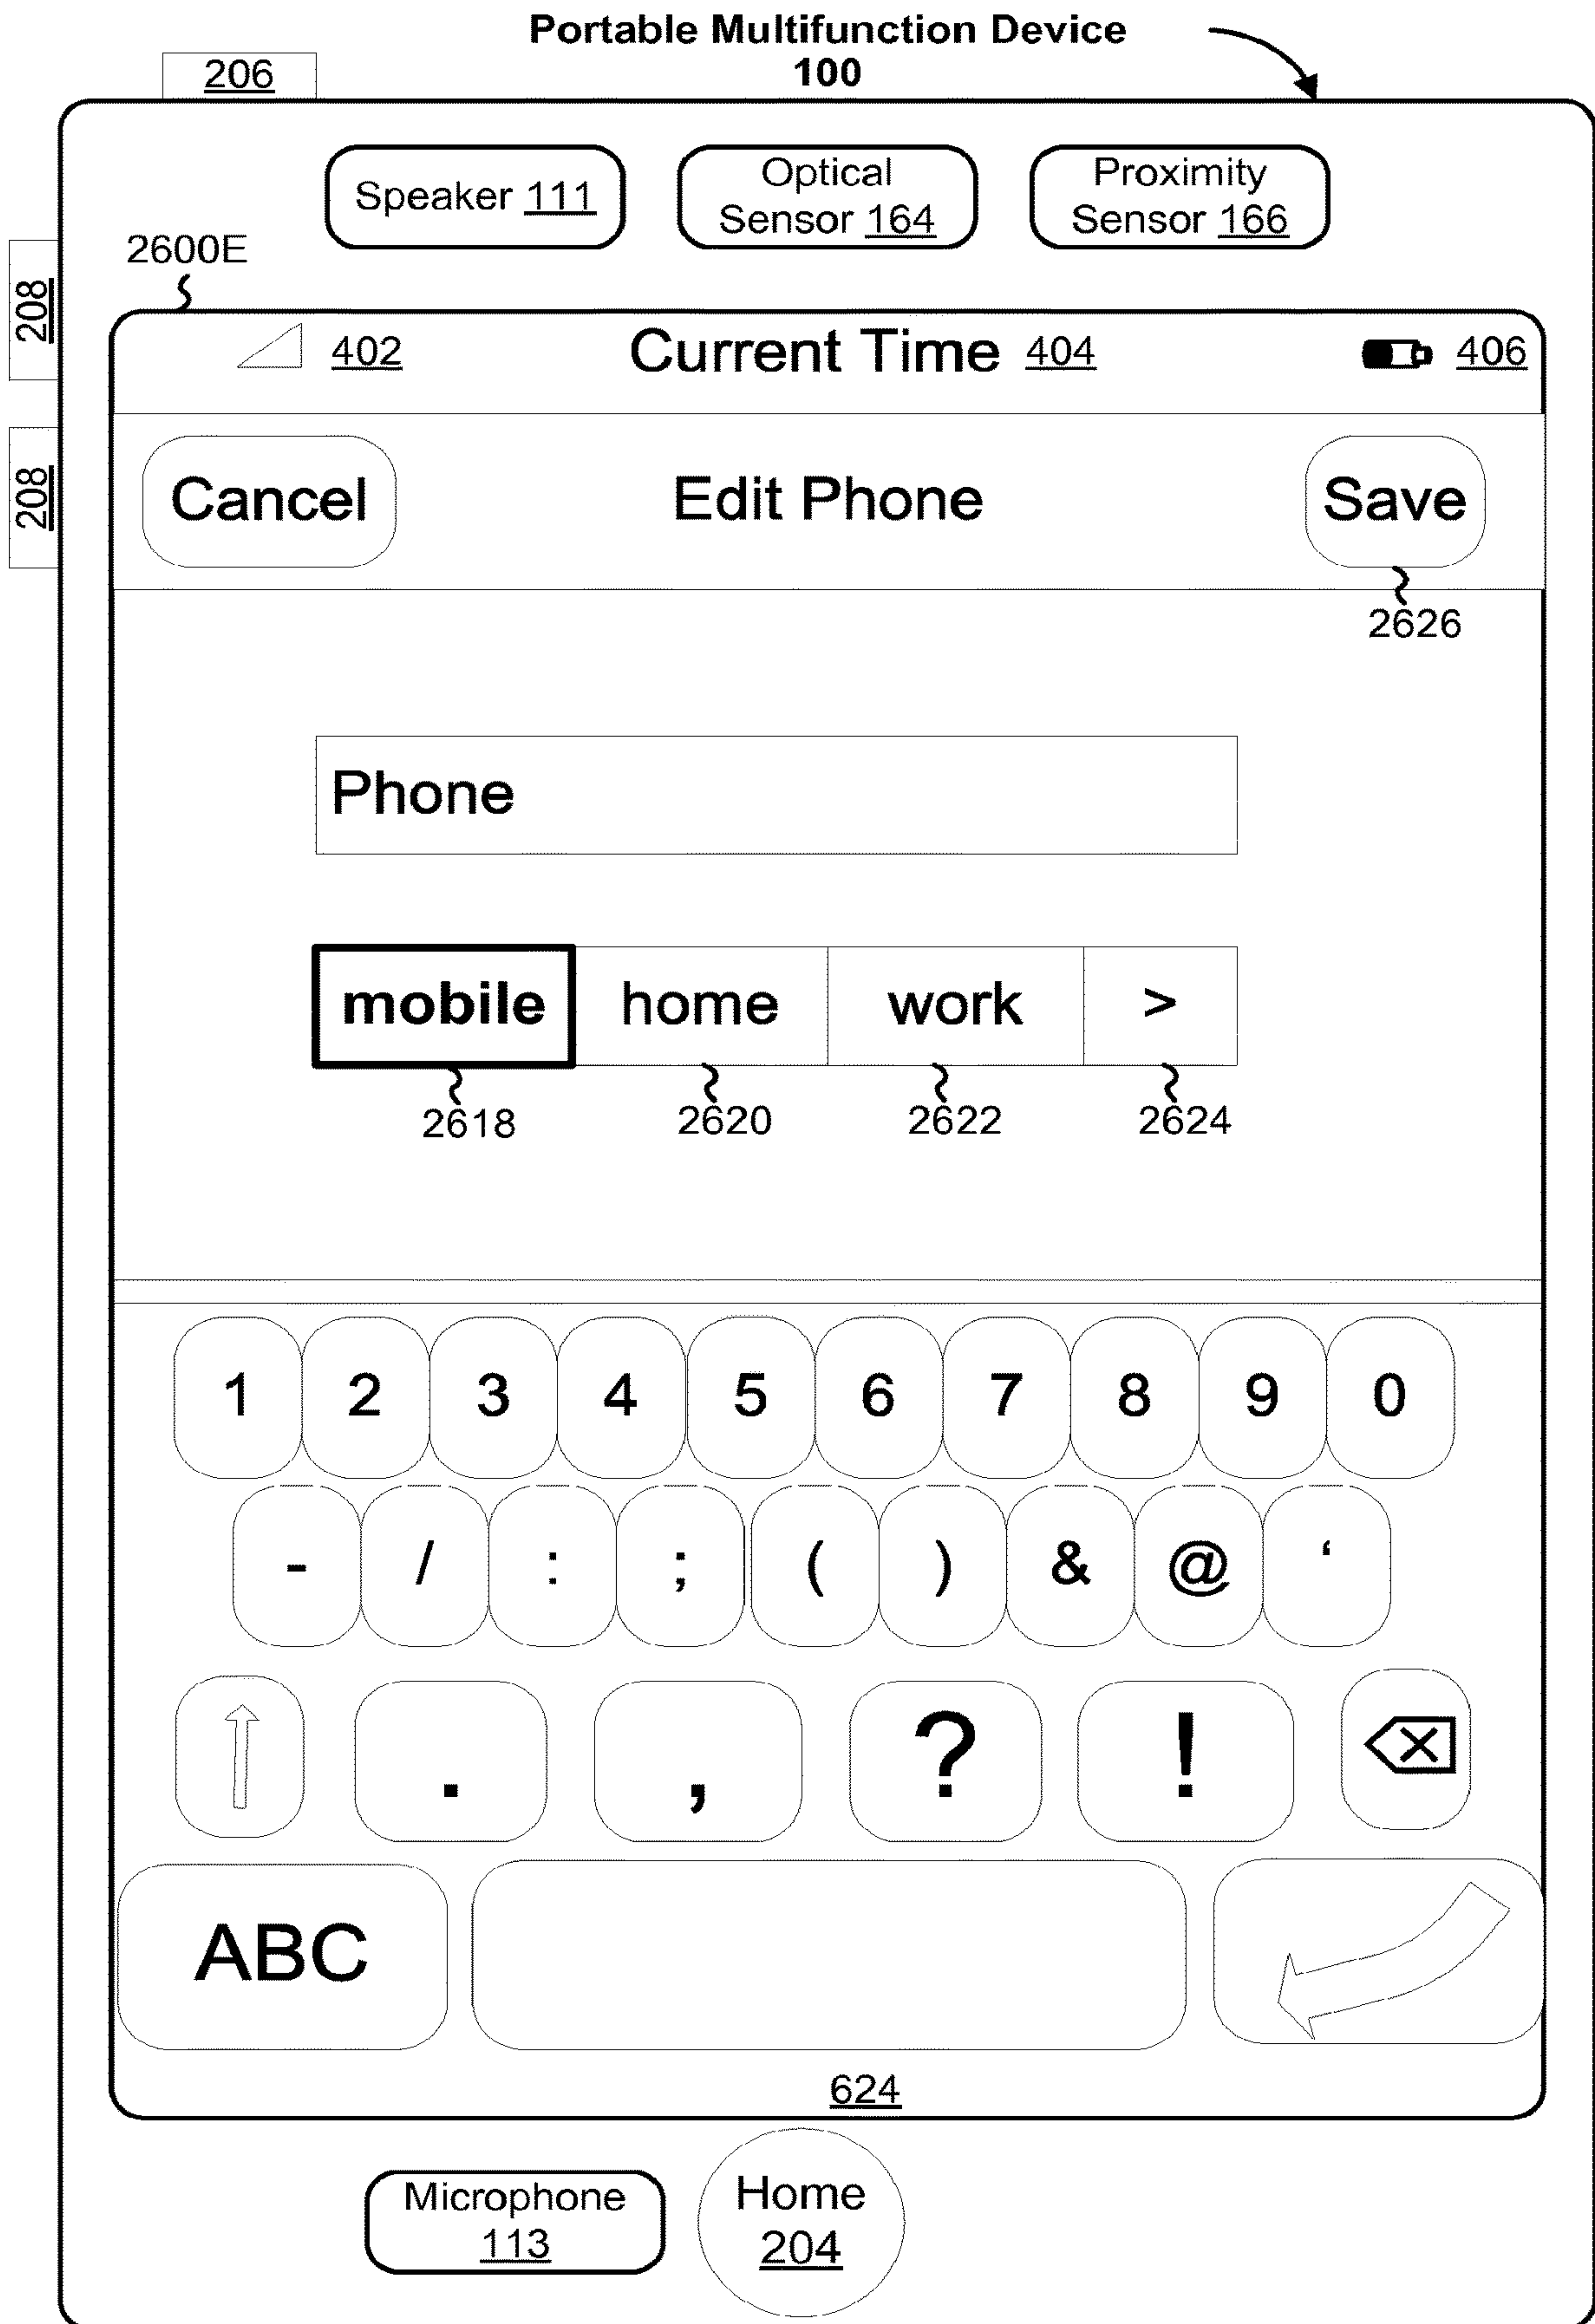 Portable Multifunction Device
100
206
Speaker 111
Optical
Sensor 164
Proximity
Sensor 166
2600E
208
208
402
Current Time 404
406
Cancel
Edit Phone
Save
2626
Phone
mobile
home
work
>
2618
2620
2622
2624
1 2 3 4 5 6 7 8 9 0
- / : ; ( ) & @ ‘
. , ? !
ABC
624
Microphone
113
Home
204